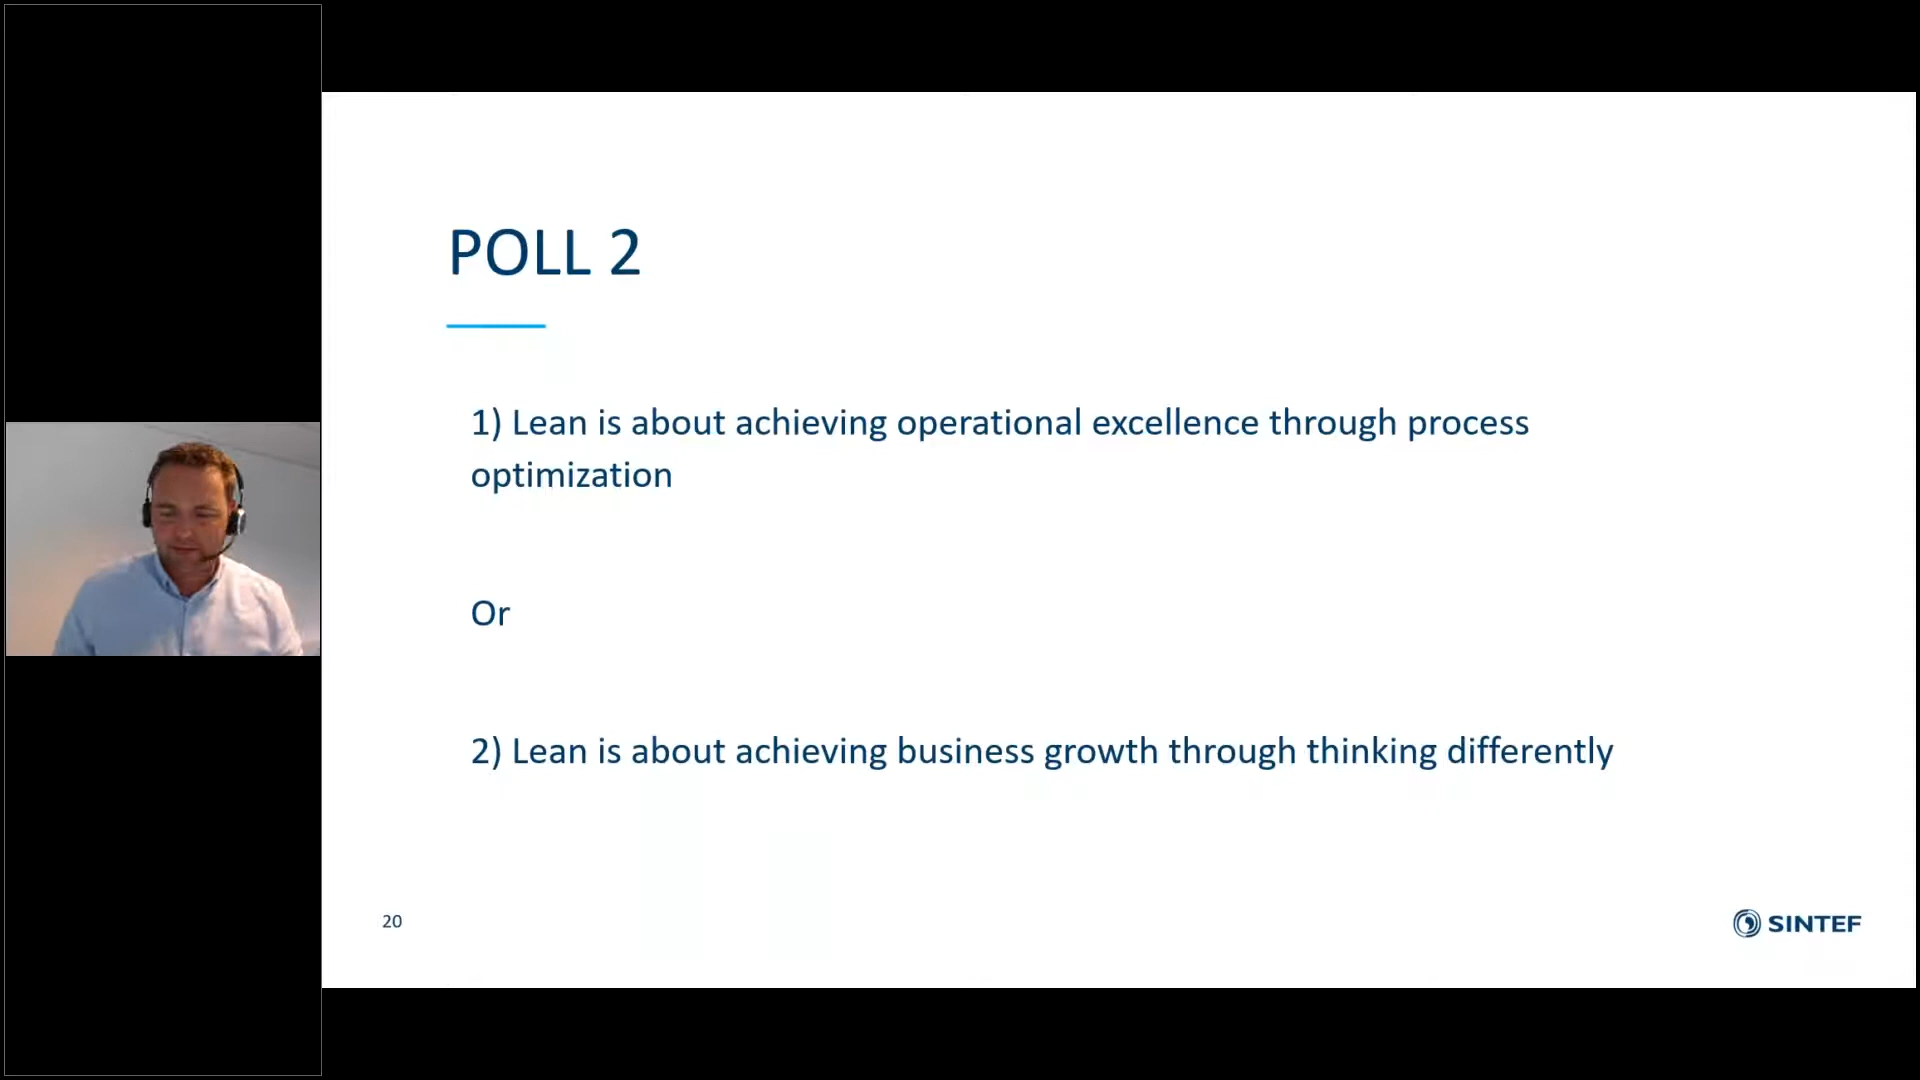 POLL 2
1) Lean is about achieving operational excellence through process
optimization
Or
2) Lean is about achieving business growth through thinking differently
20
SINTEF